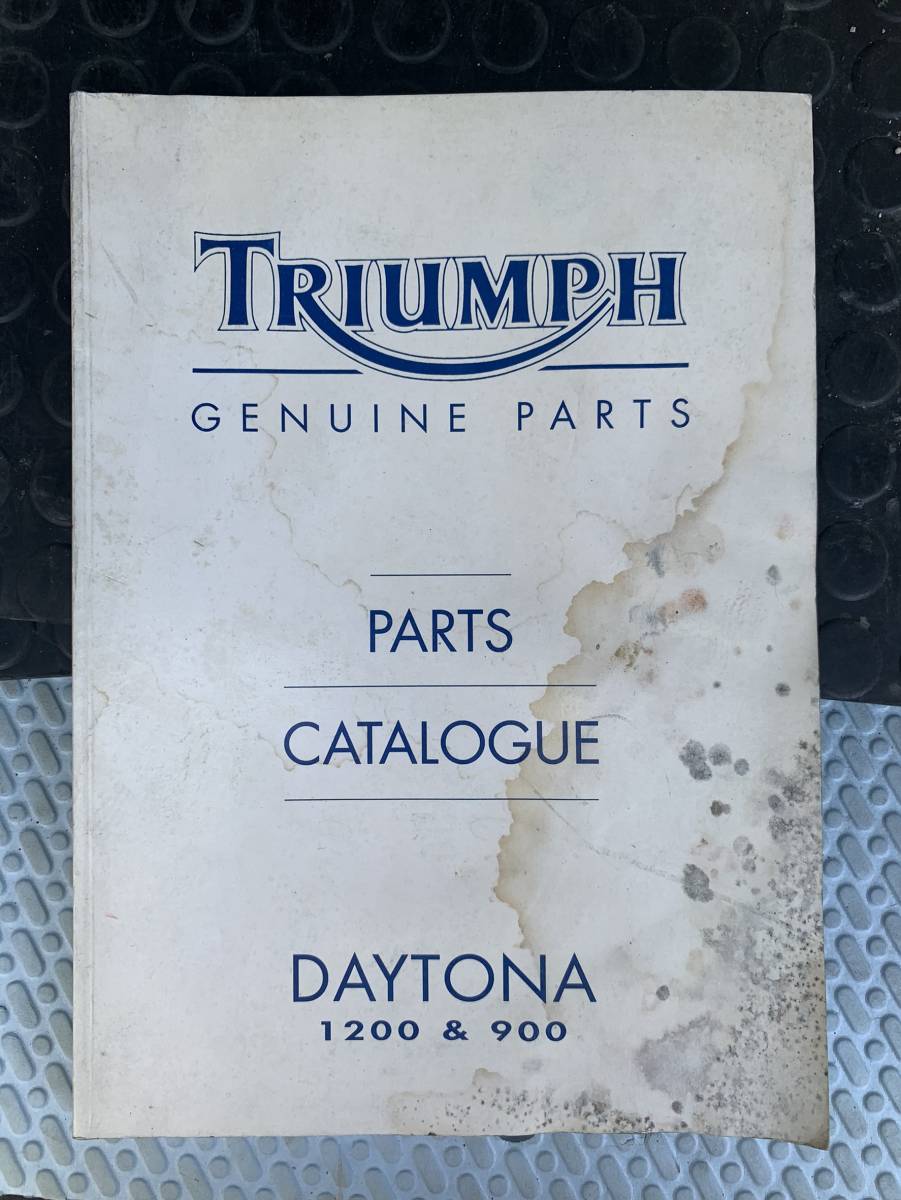 TRIUMPH
GENUINE PARTS
PARTS
CATALOGUE
DAYTONA
1200 & 900